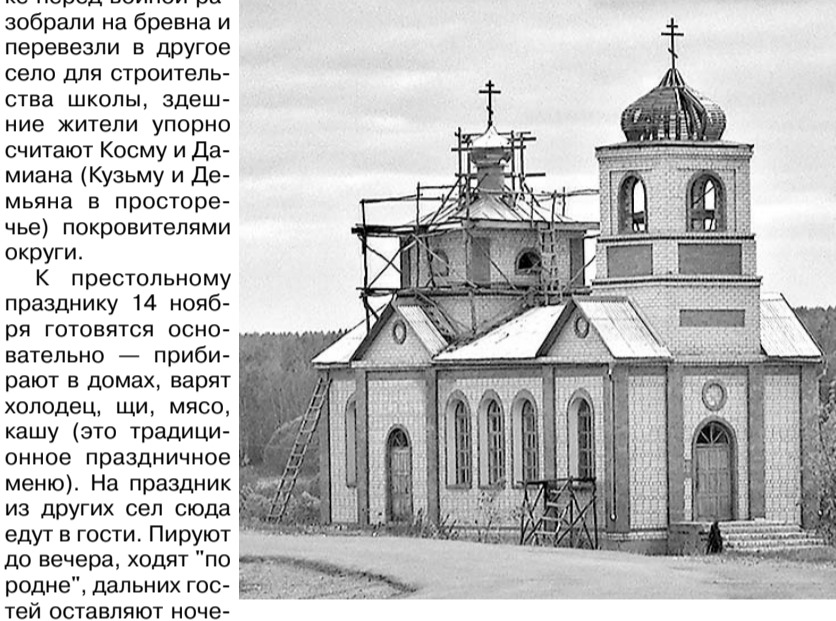 ке перед войной ра-
зобрали на бревна и
перевезли в другое
село для строитель-
ства школы, здеш-
ние жители упорно
считают Косму и Да-
миана (Кузьму и Де-
мьяна в просторе-
чье) покровителями
округи.
К престольному
празднику 14 нояб-
ря готовятся осно-
вательно — приби-
рают в домах, варят
холодец, щи, мясо,
кашу (это традици-
онное праздничное
меню). На праздник
из других сел сюда
едут в гости. Пируют
до вечера, ходят "по
родне", дальних гос-
тей оставляют ноче-